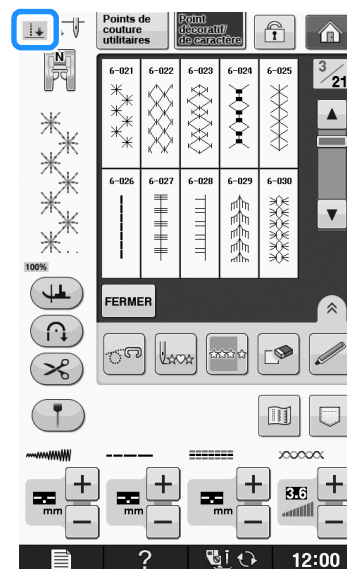 Points de
couture
utilitaires
Point
décoratif/
de caractère
N
3/21
6-021 6-022 6-023 6-024 6-025
6-026 6-027 6-028 6-029 6-030
100%
FERMER
mm mm mm 3.6
? 12:00